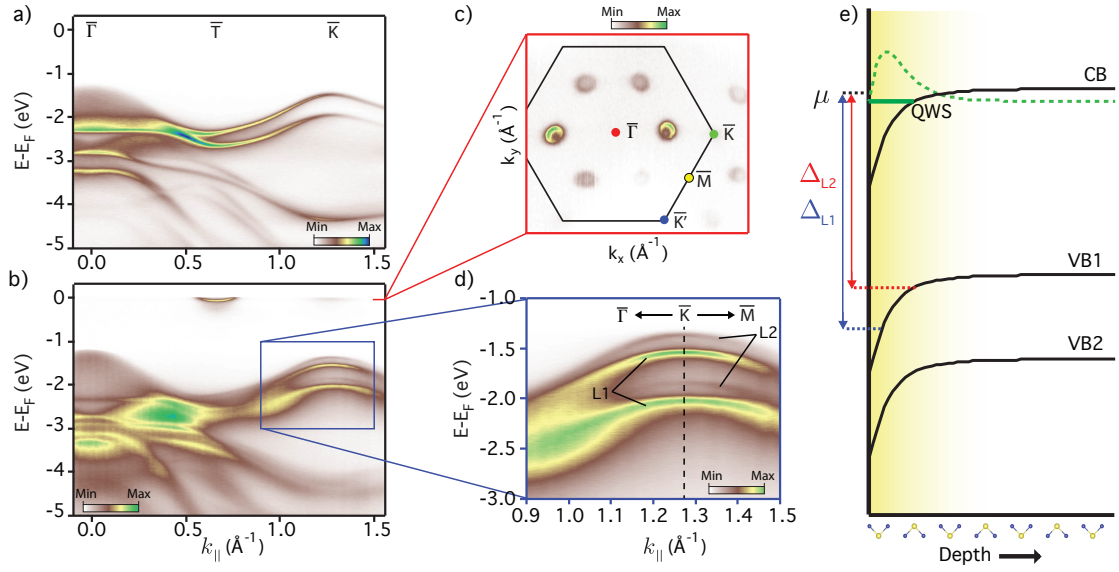 a)
Γ̅
T̅
K̅
0
-1
-2
-3
-4
-5
E-E_F (eV)
Min
Max
0.0
0.5
1.0
1.5
b)
0
-1
-2
-3
-4
-5
E-E_F (eV)
Min
Max
0.0
0.5
1.0
1.5
k_|| (Å⁻¹)
c)
Min
Max
k_y (Å⁻¹)
Γ̅
K̅
M̅
K̅′
k_x (Å⁻¹)
d)
-1.0
-1.5
-2.0
-2.5
-3.0
E-E_F (eV)
Γ̅
K̅
M̅
L2
L1
Min
Max
0.9
1.0
1.1
1.2
1.3
1.4
1.5
k_|| (Å⁻¹)
e)
μ
CB
QWS
Δ_L2
Δ_L1
VB1
VB2
Depth